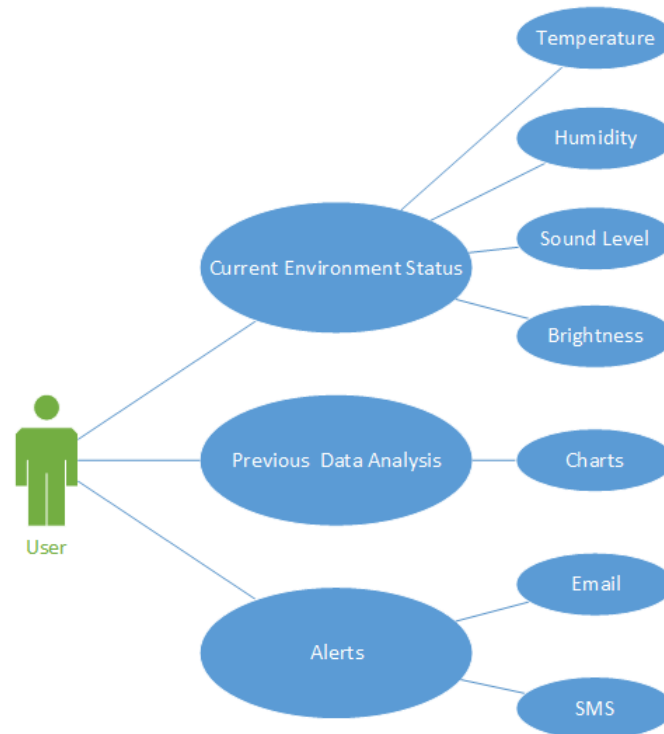 Temperature
Humidity
Sound Level
Current Environment Status
Brightness
Previous Data Analysis
Charts
User
Email
Alerts
SMS